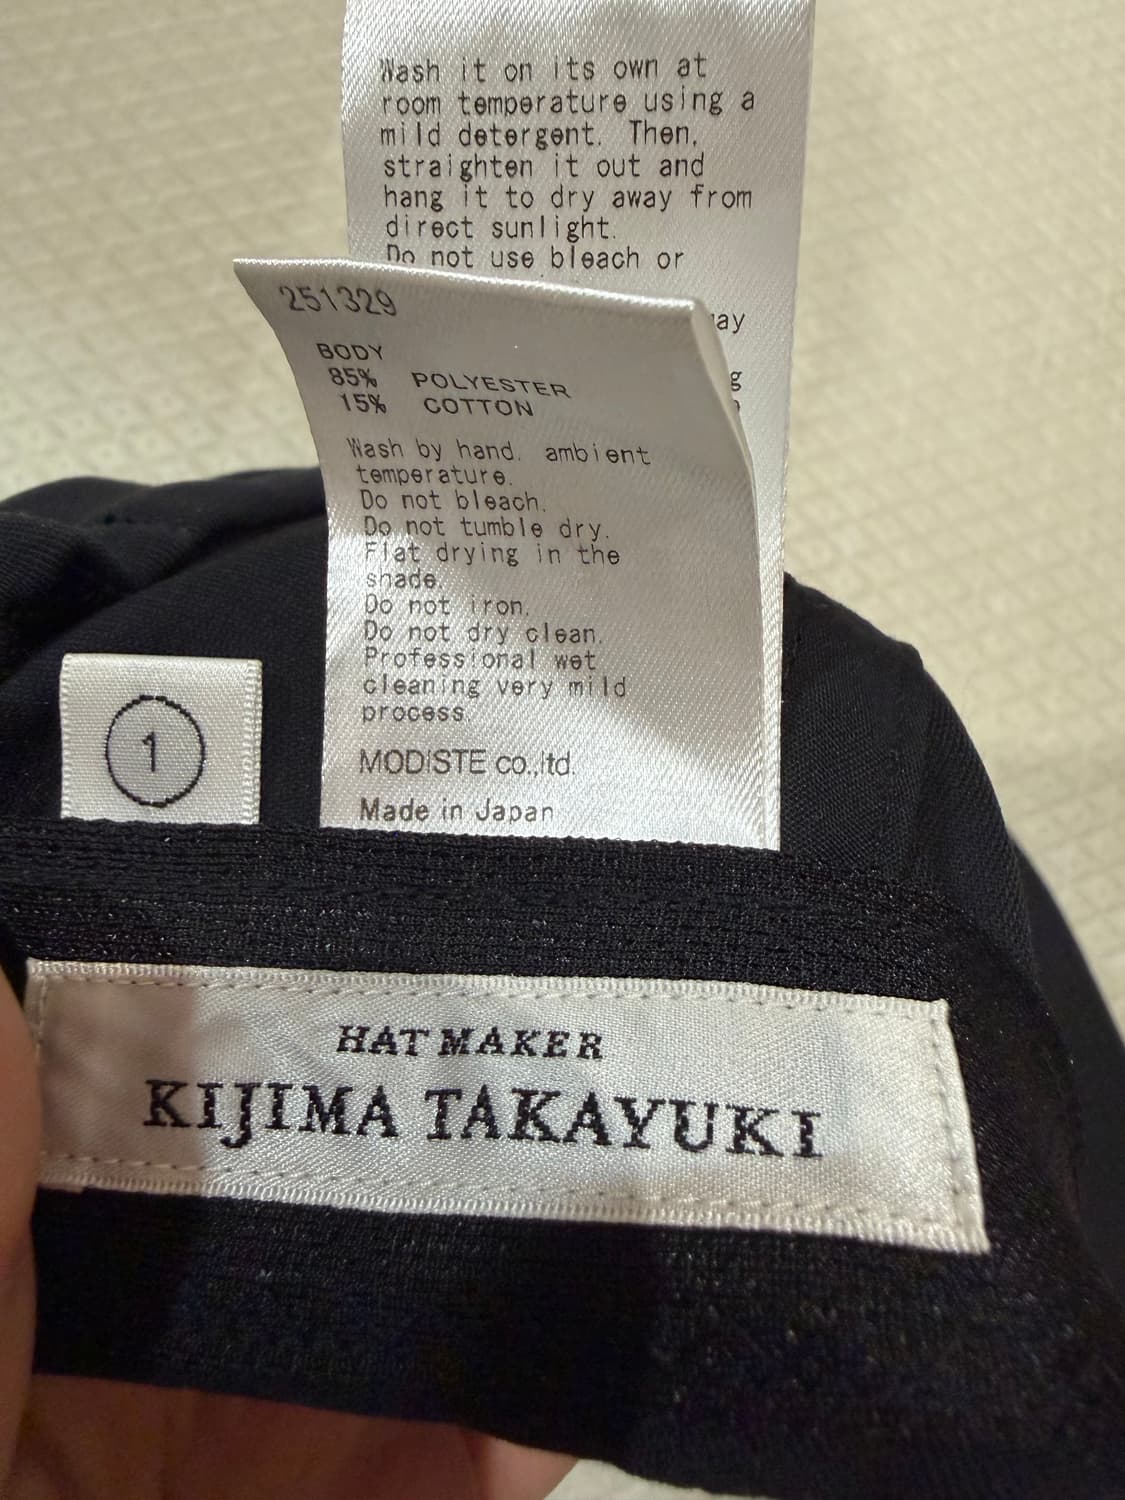 Wash it on its own at
room temperature using a
mild detergent. Then,
straighten it out and
hang it to dry away from
direct sunlight.
Do not use bleach or
251329
BODY
85% POLYESTER
15% COTTON
Wash by hand. ambient
temperature.
Do not bleach.
Do not tumble dry.
Flat drying in the
shade.
Do not iron.
Do not dry clean.
Professional wet
cleaning very mild
process.
MODISTE co.,ltd.
Made in Japan
1
HAT MAKER
KIJIMA TAKAYUKI